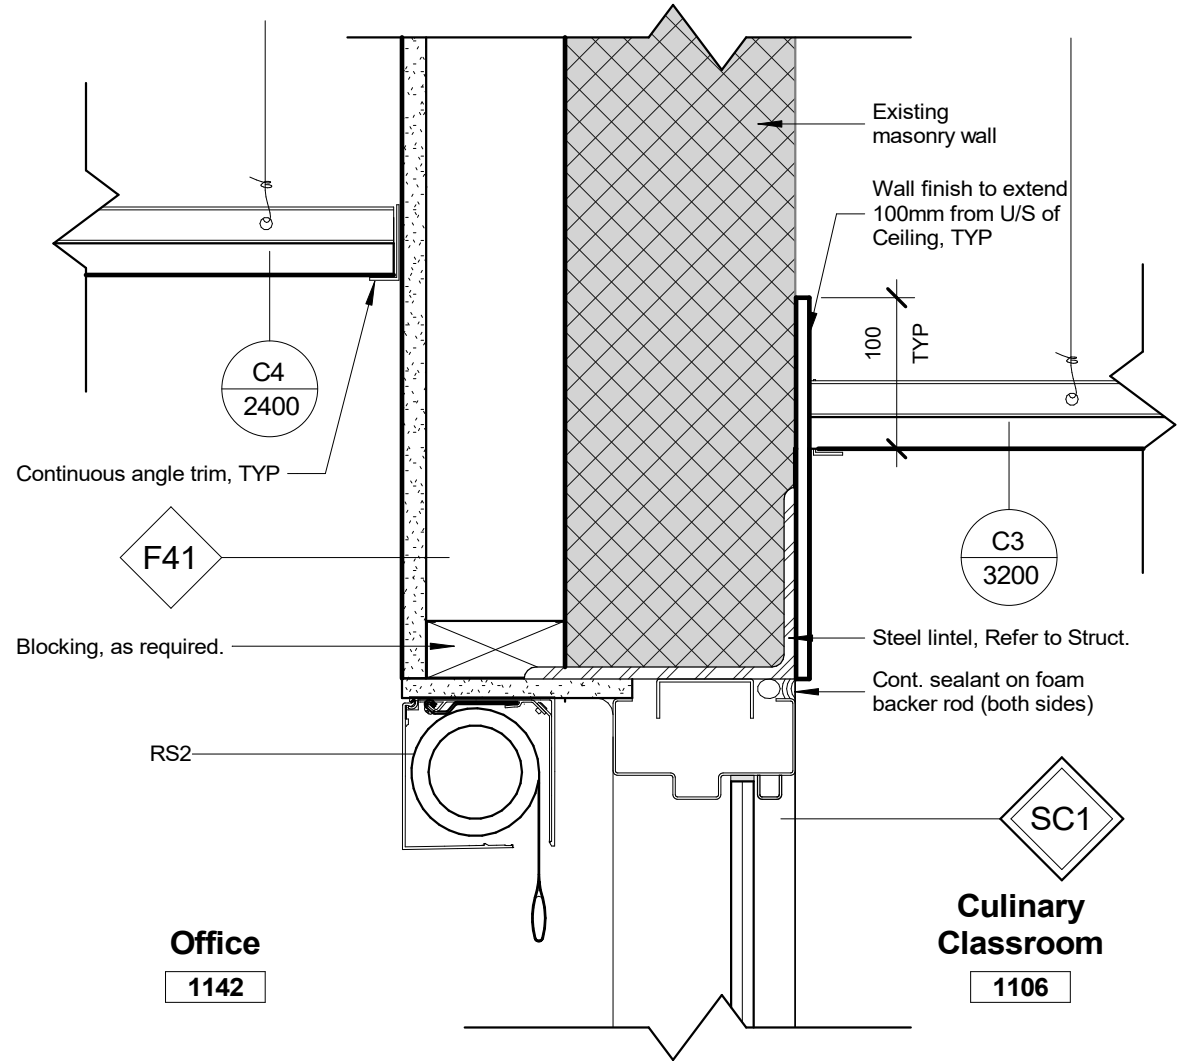 Existing
masonry wall
Wall finish to extend
100mm from U/S of
Ceiling, TYP
100
TYP
C4
2400
Continuous angle trim, TYP
F41
C3
3200
Blocking, as required.
Steel lintel, Refer to Struct.
Cont. sealant on foam
backer rod (both sides)
RS2
SC1
Office
1142
Culinary
Classroom
1106